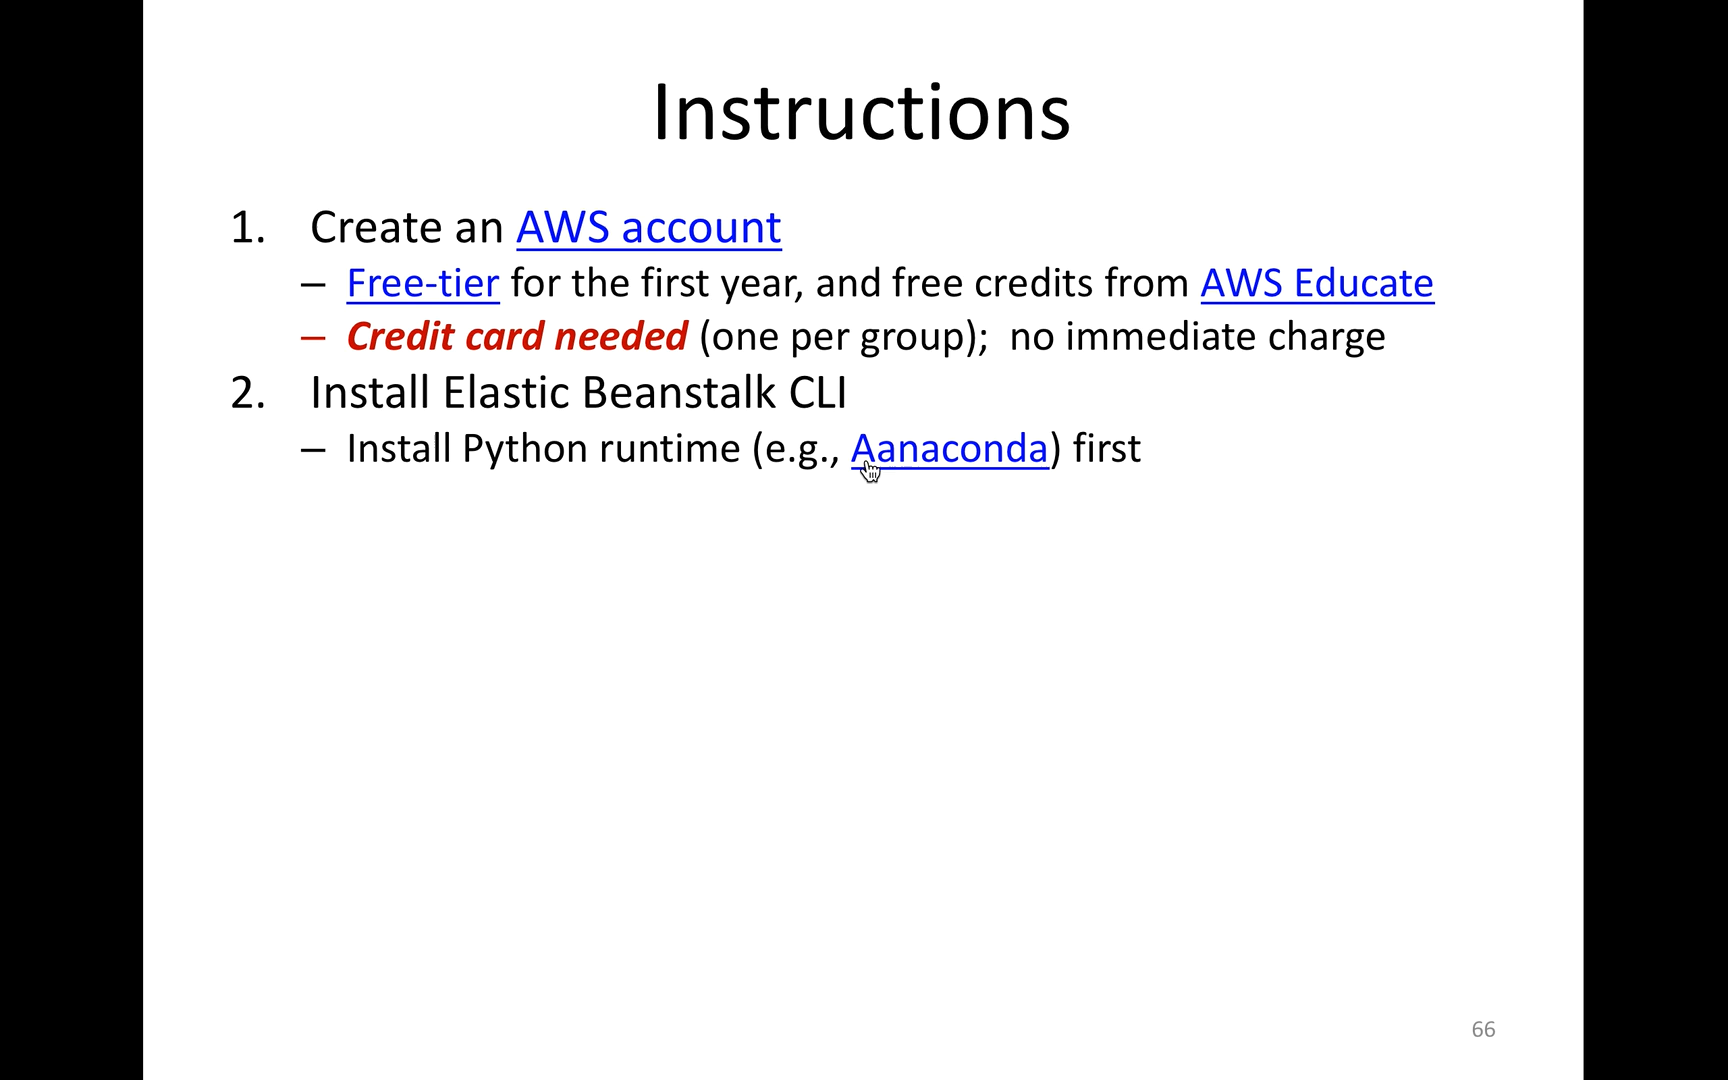 Instructions
1. Create an AWS account
– Free-tier for the first year, and free credits from AWS Educate
– Credit card needed (one per group);  no immediate charge
2. Install Elastic Beanstalk CLI
– Install Python runtime (e.g., Aanaconda) first
66